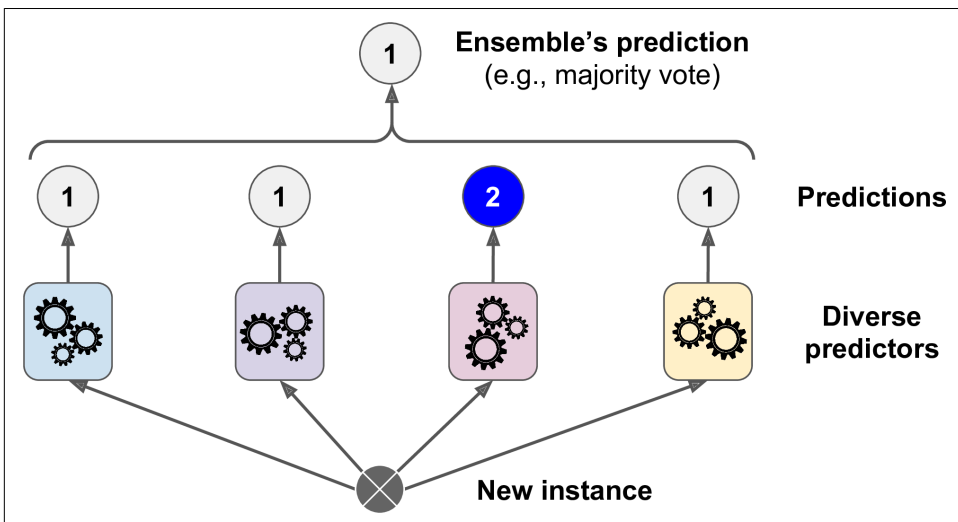 1
Ensemble’s prediction
(e.g., majority vote)
1 1 2 1
Predictions
Diverse
predictors
New instance